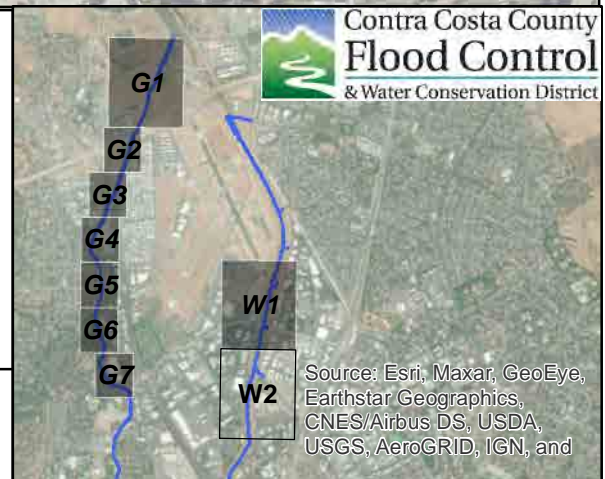 Contra Costa County
Flood Control
& Water Conservation District
G1
G2
G3
G4
G5
G6
G7
W1
W2
Source: Esri, Maxar, GeoEye,
Earthstar Geographics,
CNES/Airbus DS, USDA,
USGS, AeroGRID, IGN, and